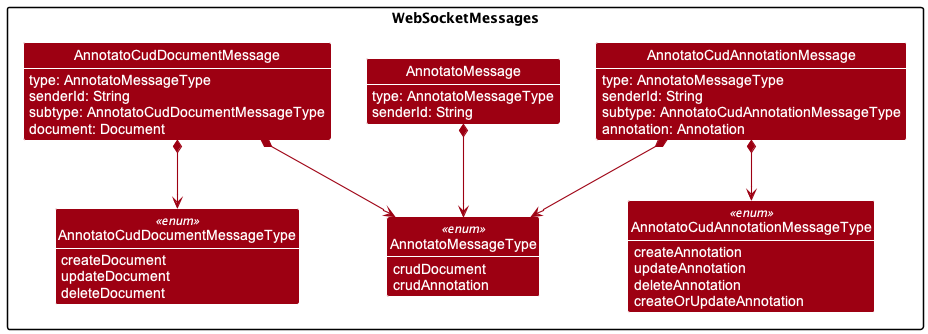 WebSocketMessages
AnnotatoCudDocumentMessage
type: AnnotatoMessageType
senderId: String
subtype: AnnotatoCudDocumentMessageType
document: Document
AnnotatoMessage
type: AnnotatoMessageType
senderId: String
AnnotatoCudAnnotationMessage
type: AnnotatoMessageType
senderId: String
subtype: AnnotatoCudAnnotationMessageType
annotation: Annotation
«enum»
AnnotatoCudDocumentMessageType
createDocument
updateDocument
deleteDocument
«enum»
AnnotatoMessageType
crudDocument
crudAnnotation
«enum»
AnnotatoCudAnnotationMessageType
createAnnotation
updateAnnotation
deleteAnnotation
createOrUpdateAnnotation